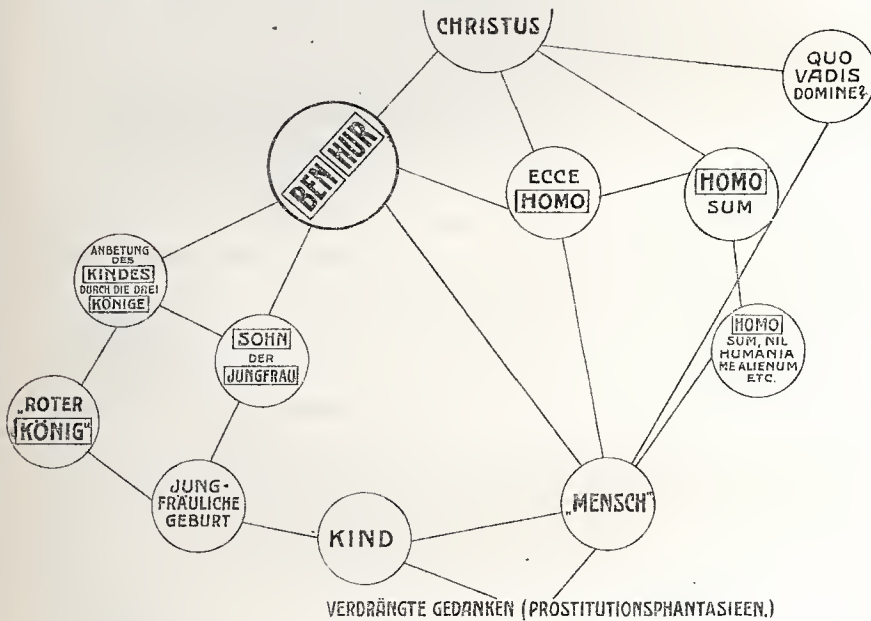 CHRISTUS
QUO
VADIS
DOMINE?
BEN HUR
ECCE
HOMO
HOMO
SUM
ANBETUNG
DES
KINDES
DURCH DIE DREI
KÖNIGE
SOHN
DER
JUNGFRAU
HOMO
SUM, NIL
HUMANIA
ME ALIENUM
ETC.
„ROTER
KÖNIG“
JUNG-
FRÄULICHE
GEBURT
KIND
„MENSCH“
VERDRÄNGTE GEDANKEN (PROSTITUTIONSPHANTASIEEN.)